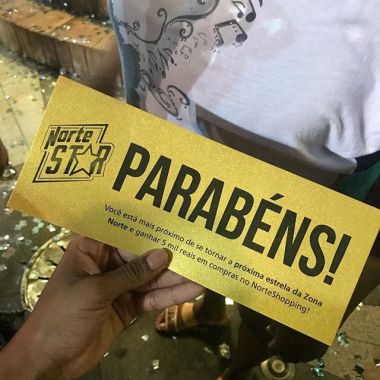 Norte
STAR
PARABÉNS!
Você está mais próximo de se tornar a próxima estrela da Zona
Norte e ganhar 5 mil reais em compras no NorteShopping!